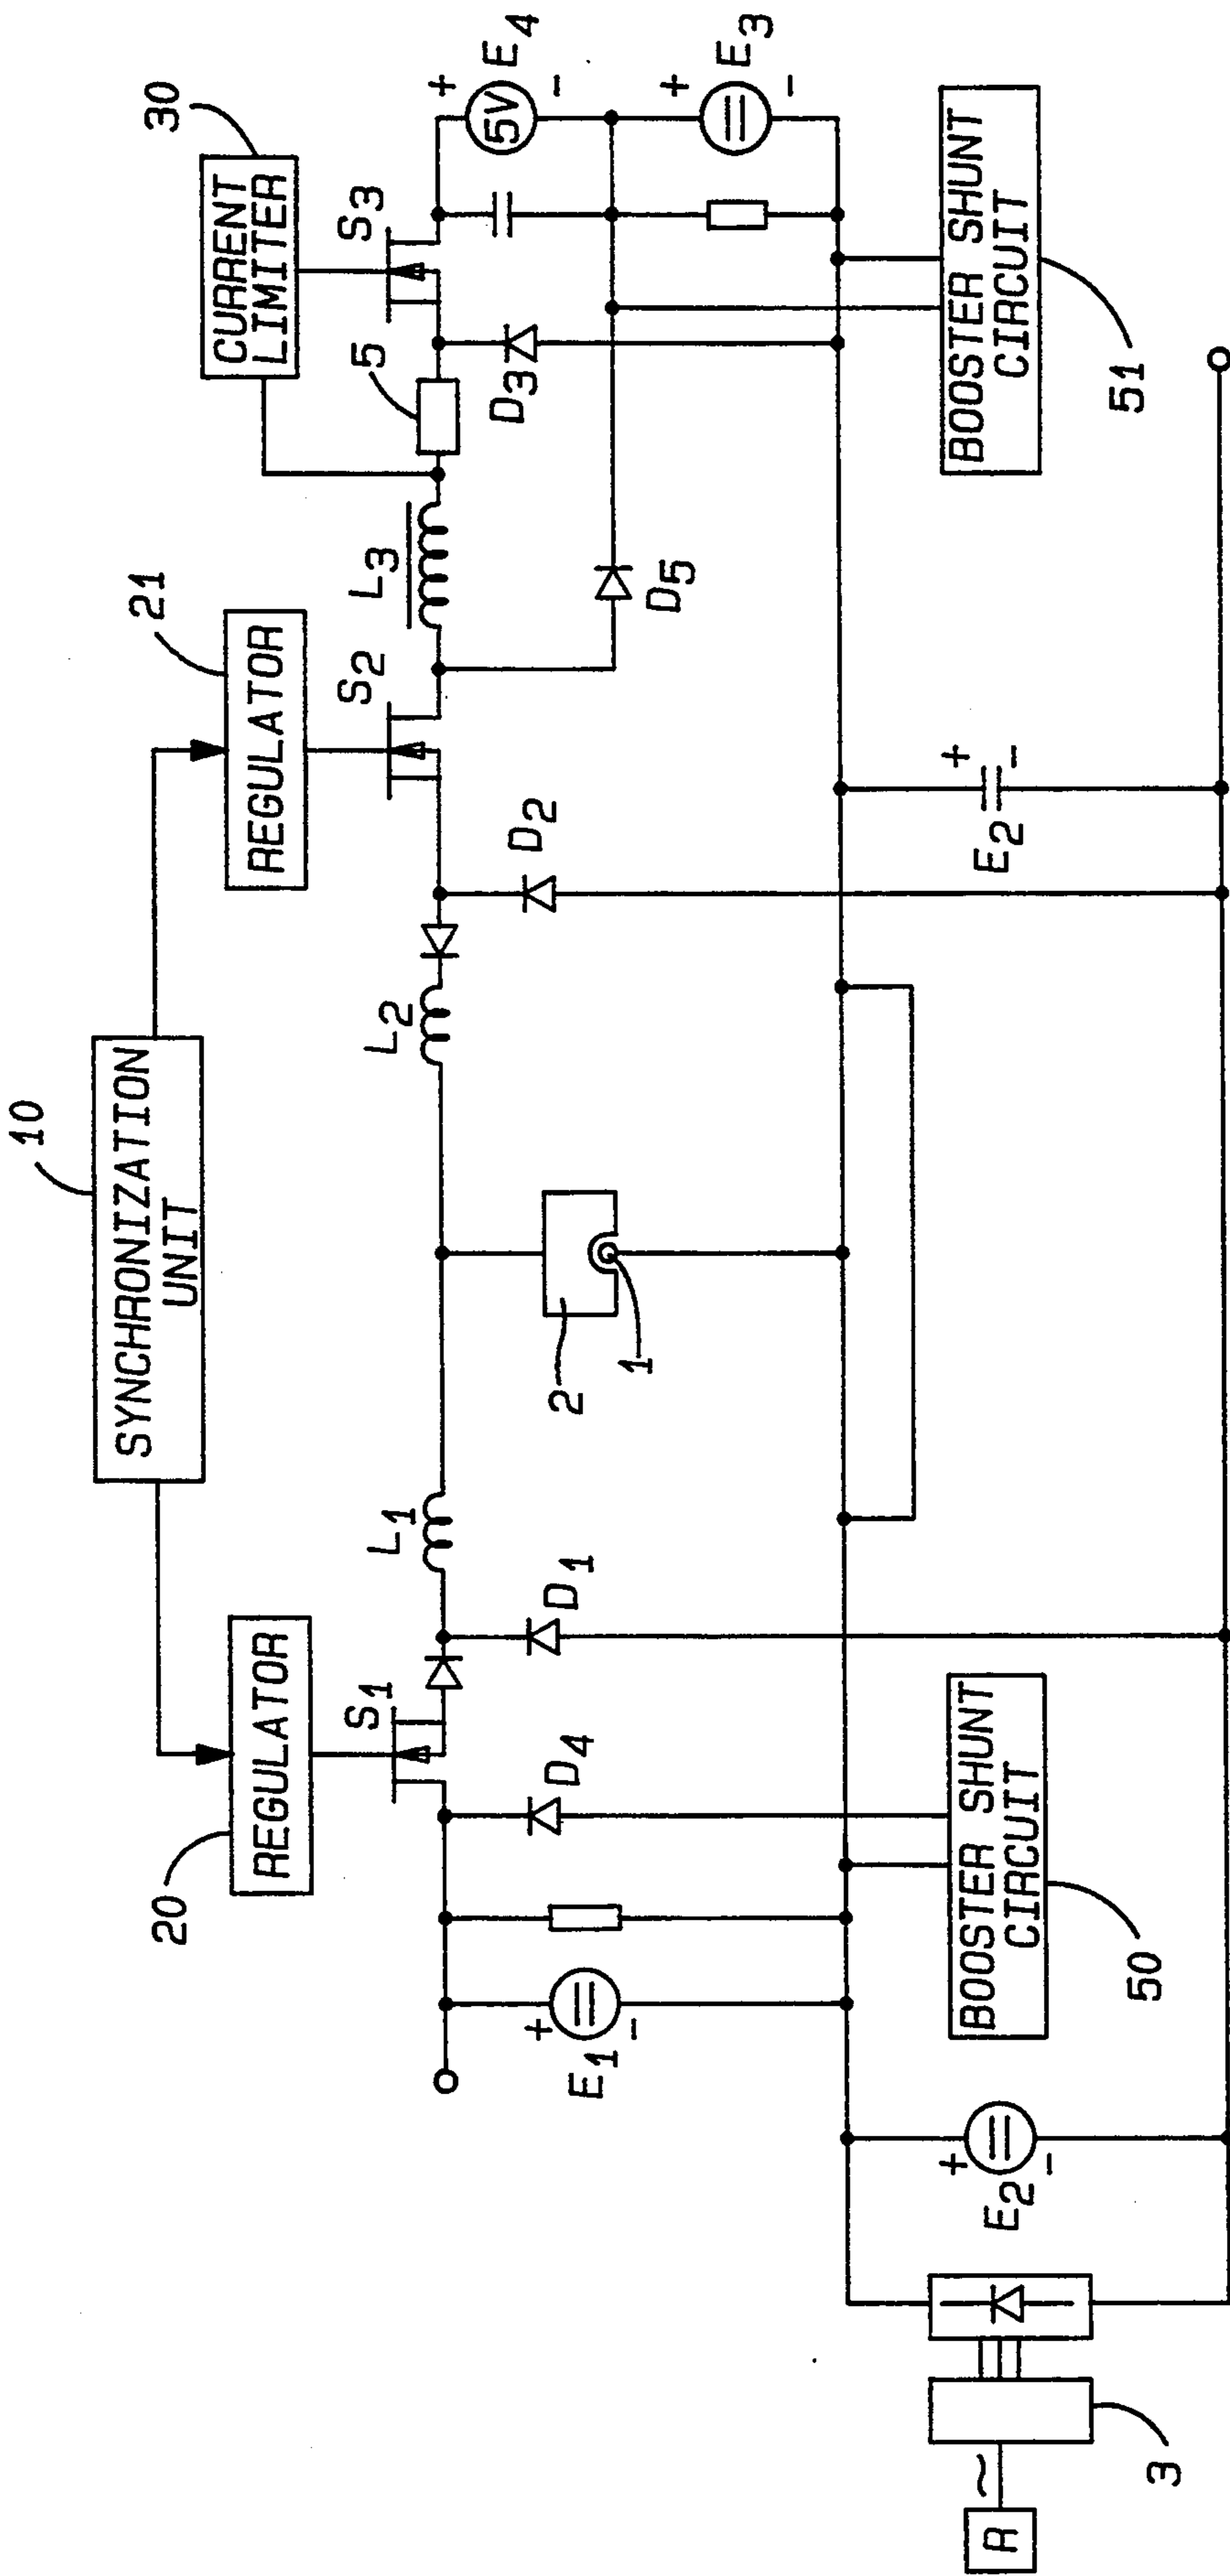 10
SYNCHRONIZATION
UNIT
20
REGULATOR
21
REGULATOR
30
CURRENT
LIMITER
S1
L1
L2
S2
L3
5
S3
+
E1
-
D4
D1
2
1
D2
D5
D3
+
5V
E4
-
+
E3
-
R
~
3
+
E2
-
BOOSTER SHUNT
CIRCUIT
50
+
E2
-
BOOSTER SHUNT
CIRCUIT
51